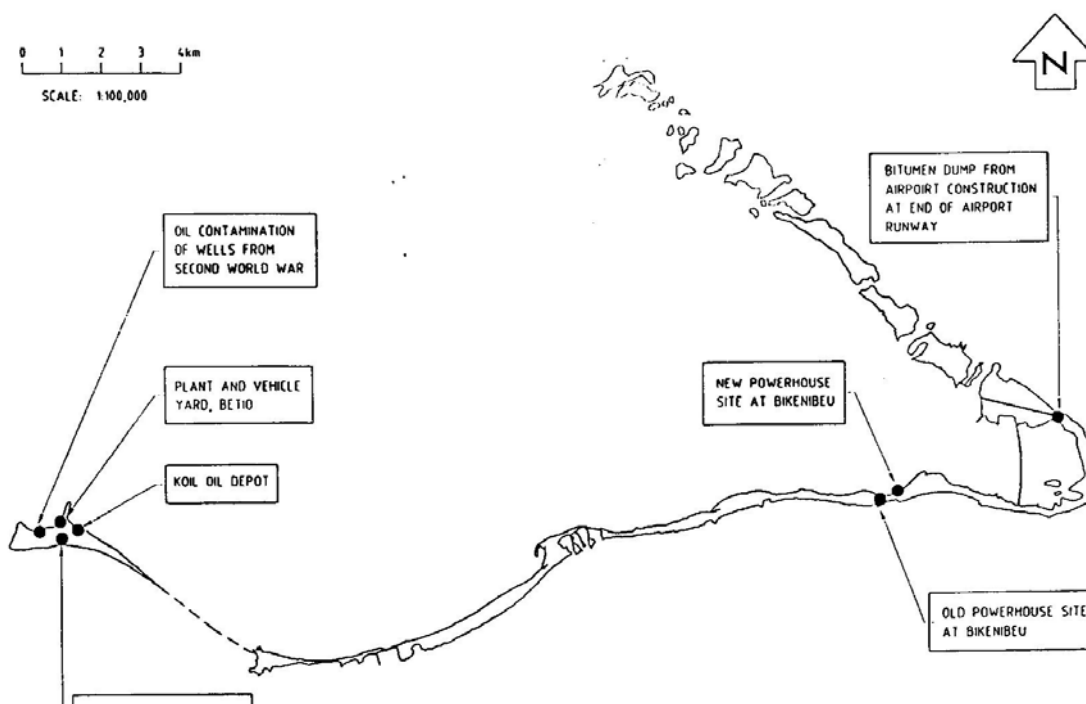 0 1 2 3 4km
SCALE: 1:100,000
N
BITUMEN DUMP FROM
AIRPOIRT CONSTRUCTION
AT END OF AIRPORT
RUNWAY
OIL CONTAMINATION
OF WELLS FROM
SECOND WORLD WAR
PLANT AND VEHICLE
YARD, BETIO
NEW POWERHOUSE
SITE AT BIKENIBEU
KOIL OIL DEPOT
OLD POWERHOUSE SITE
AT BIKENIBEU